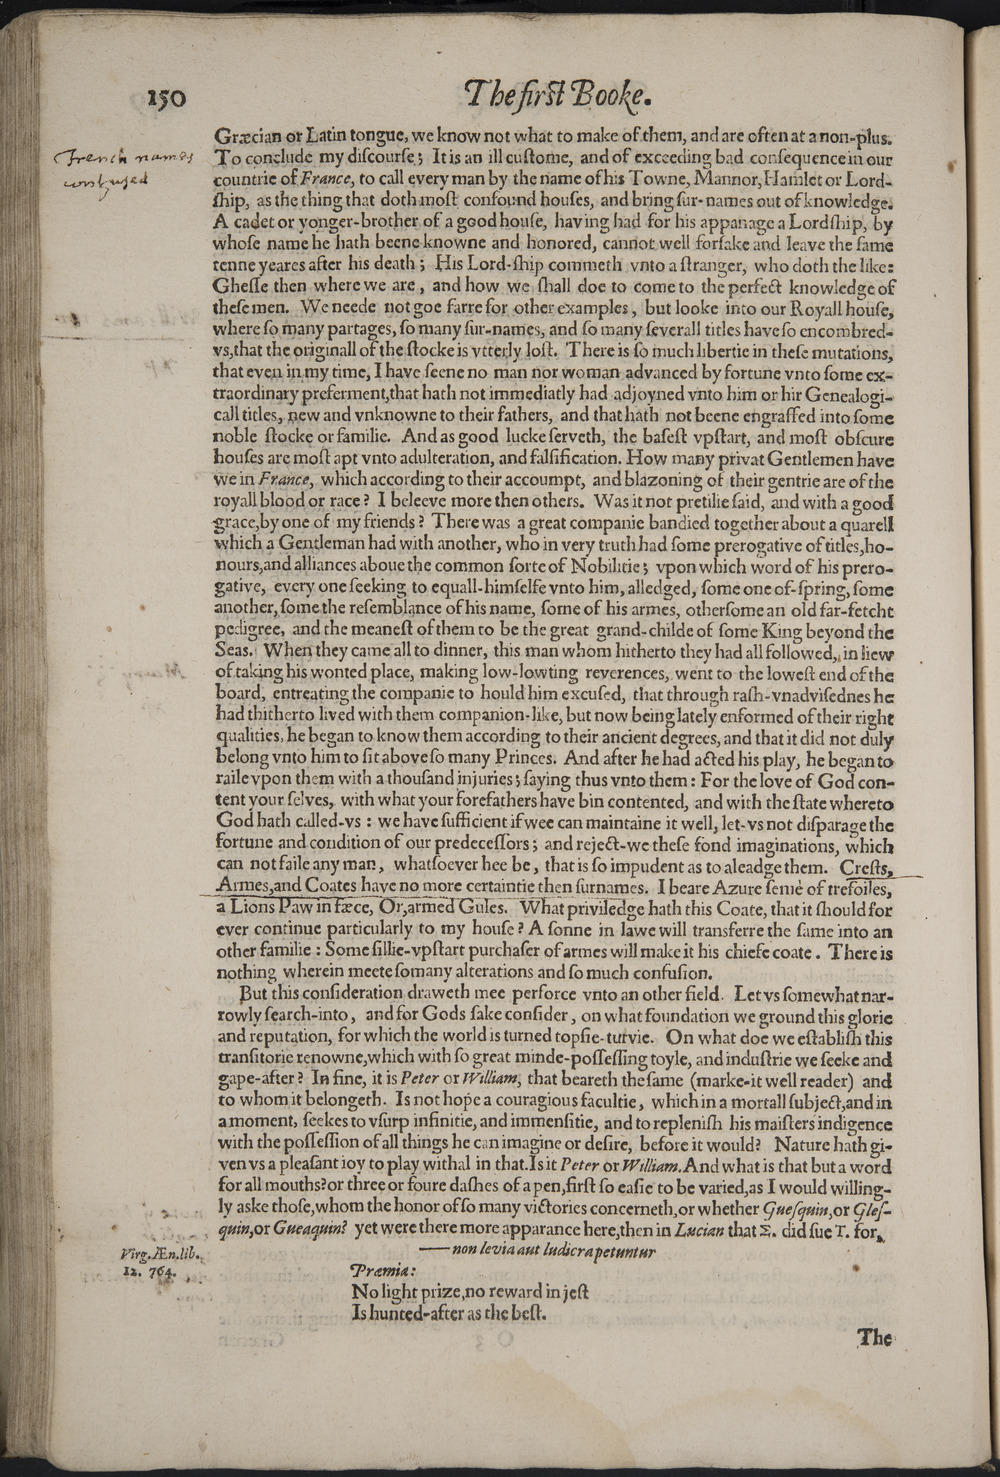 150
The first Booke.
French names
confused
Græcian or Latin tongue, we know not what to make of them, and are often at a non-plus.
To conclude my diſcourſe; It is an ill cuſtome, and of exceeding bad conſequence in our
countrie of France, to call every man by the name of his Towne, Mannor, Hamlet or Lord-
ſhip, as the thing that doth moſt confound houſes, and bring ſur-names out of knowledge.
A cadet or yonger-brother of a good houſe, having had for his appanage a Lordſhip, by
whoſe name he hath beene knowne and honored, cannot well forſake and leave the ſame
tenne yeares after his death; His Lord-ſhip commeth vnto a ſtranger, who doth the like:
Gheſſe then where we are, and how we ſhall doe to come to the perfect knowledge of
theſe men. We neede not goe farre for other examples, but looke into our Royall houſe,
where ſo many partages, ſo many ſur-names, and ſo many ſeverall titles have ſo encombred-
vs, that the originall of the ſtocke is vtterly loſt. There is ſo much libertie in theſe mutations,
that even in my time, I have ſeene no man nor woman advanced by fortune vnto ſome ex-
traordinary preferment, that hath not immediatly had adjoyned vnto him or hir Genealogi-
call titles, new and vnknowne to their fathers, and that hath not beene engraffed into ſome
noble ſtocke or familie. And as good lucke ſerveth, the baſeſt vpſtart, and moſt obſcure
houſes are moſt apt vnto adulteration, and falſification. How many privat Gentlemen have
we in France, which according to their accoumpt, and blazoning of their gentrie are of the
royall blood or race? I beleeve more then others. Was it not pretilie ſaid, and with a good
grace, by one of my friends? There was a great companie bandied together about a quarell
which a Gentleman had with another, who in very truth had ſome prerogative of titles, ho-
nours, and alliances aboue the common ſorte of Nobilitie; vpon which word of his prero-
gative, every one ſeeking to equall-himſelfe vnto him, alledged, ſome one of-ſpring, ſome
another, ſome the reſemblance of his name, ſome of his armes, otherſome an old far-fetcht
pedigree, and the meaneſt of them to be the great grand-childe of ſome King beyond the
Seas. When they came all to dinner, this man whom hitherto they had all followed, in liew
of taking his wonted place, making low-lowting reverences, went to the loweſt end of the
board, entreating the companie to hould him excuſed, that through raſh-vnadviſednes he
had thitherto lived with them companion-like, but now being lately enformed of their right
qualities, he began to know them according to their ancient degrees, and that it did not duly
belong vnto him to ſit above ſo many Princes. And after he had acted his play, he began to
raile vpon them with a thouſand injuries; ſaying thus vnto them: For the love of God con-
tent your ſelves, with what your forefathers have bin contented, and with the ſtate whereto
God hath called-vs: we have ſufficient if wee can maintaine it well, let-vs not diſparage the
fortune and condition of our predeceſſors; and reject-we theſe fond imaginations, which
can not faile any man, whatſoever hee be, that is ſo impudent as to aleadge them. Creſts,
Armes, and Coates have no more certaintie then ſurnames. I beare Azure ſemé of trefoiles,
a Lions Paw in fæce, Or, armed Gules. What priviledge hath this Coate, that it ſhould for
ever continue particularly to my houſe? A ſonne in lawe will transferre the ſame into an
other familie: Some ſillie-vpſtart purchaſer of armes will make it his chiefe coate. There is
nothing wherein meete ſomany alterations and ſo much confuſion.
But this conſideration draweth mee perforce vnto an other field. Let vs ſomewhat nar-
rowly ſearch-into, and for Gods ſake conſider, on what foundation we ground this glorie
and reputation, for which the world is turned topſie-turvie. On what doe we eſtabliſh this
tranſitorie renowne, which with ſo great minde-poſſeſſing toyle, and induſtrie we ſeeke and
gape-after? In fine, it is Peter or William, that beareth the ſame (marke-it well reader) and
to whom it belongeth. Is not hope a couragious facultie, which in a mortall ſubject, and in
a moment, ſeekes to vſurp infinitie, and immenſitie, and to repleniſh his maiſters indigence
with the poſſeſſion of all things he can imagine or deſire, before it would? Nature hath gi-
ven vs a pleaſant ioy to play withal in that. Is it Peter or William. And what is that but a word
for all mouthes? or three or foure daſhes of a pen, firſt ſo eaſie to be varied, as I would willing-
ly aske thoſe, whom the honor of ſo many victories concerneth, or whether Gueſquin, or Gleſ-
quin, or Gueaquin? yet were there more apparance here, then in Lucian that Σ. did ſue T. for,
Virg. Æn. lib.
12. 764.
—— non levia aut ludicra petuntur
Præmia:
No light prize, no reward in jeſt
Is hunted-after as the beſt.
The